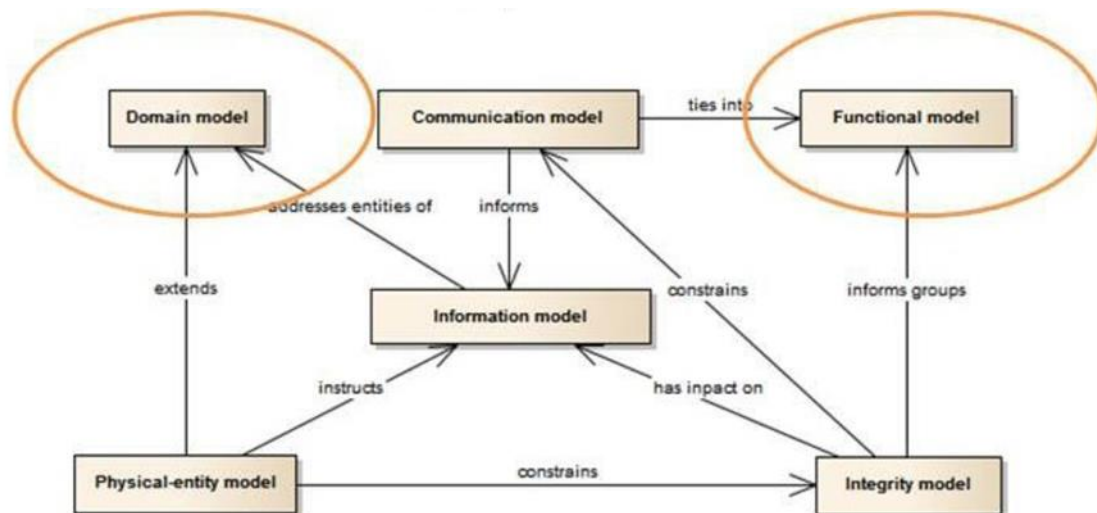 Domain model
Communication model
ties into
Functional model
addresses entities of
informs
extends
constrains
informs groups
Information model
instructs
has inpact on
Physical-entity model
constrains
Integrity model